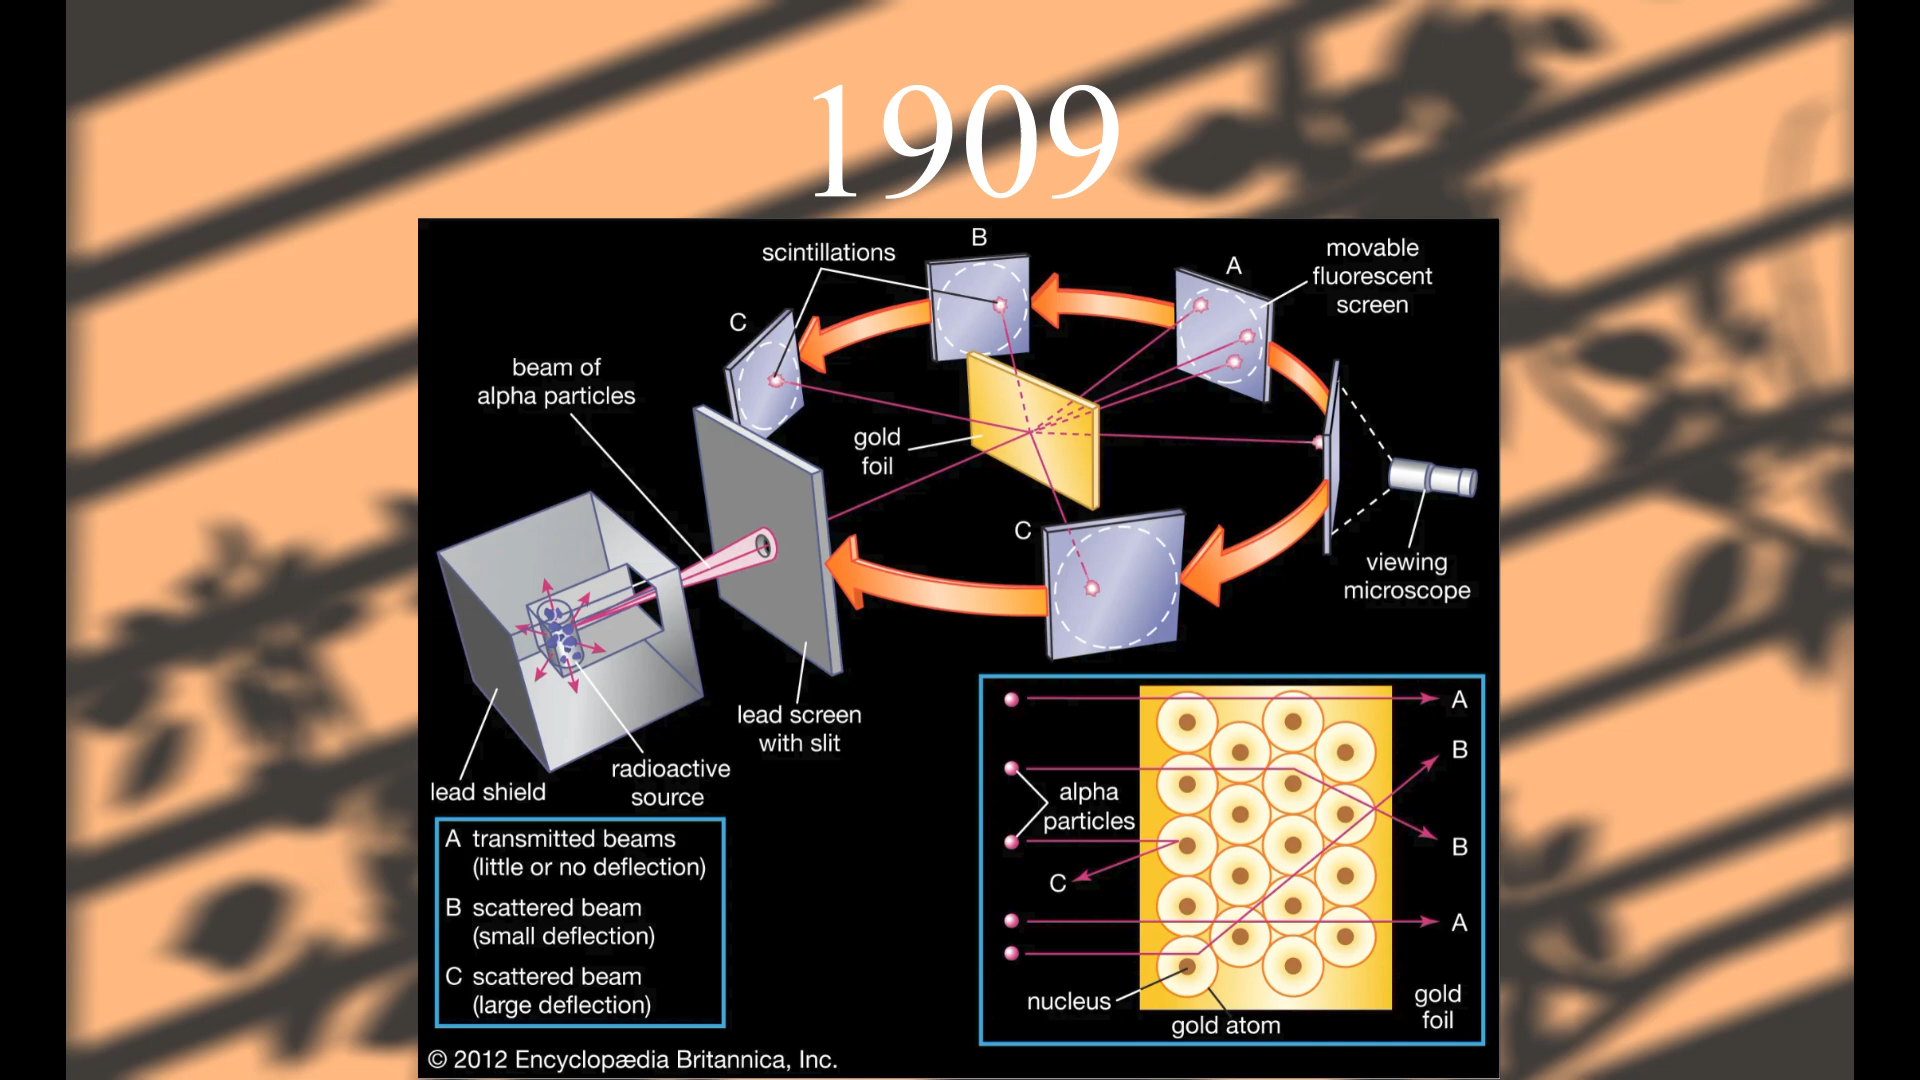 1909
scintillations
B
A
movable
fluorescent
screen
C
beam of
alpha particles
gold
foil
C
viewing
microscope
lead screen
with slit
radioactive
source
lead shield
A transmitted beams
(little or no deflection)
B scattered beam
(small deflection)
C scattered beam
(large deflection)
A
B
alpha
particles
B
C
A
nucleus
gold atom
gold
foil
© 2012 Encyclopædia Britannica, Inc.